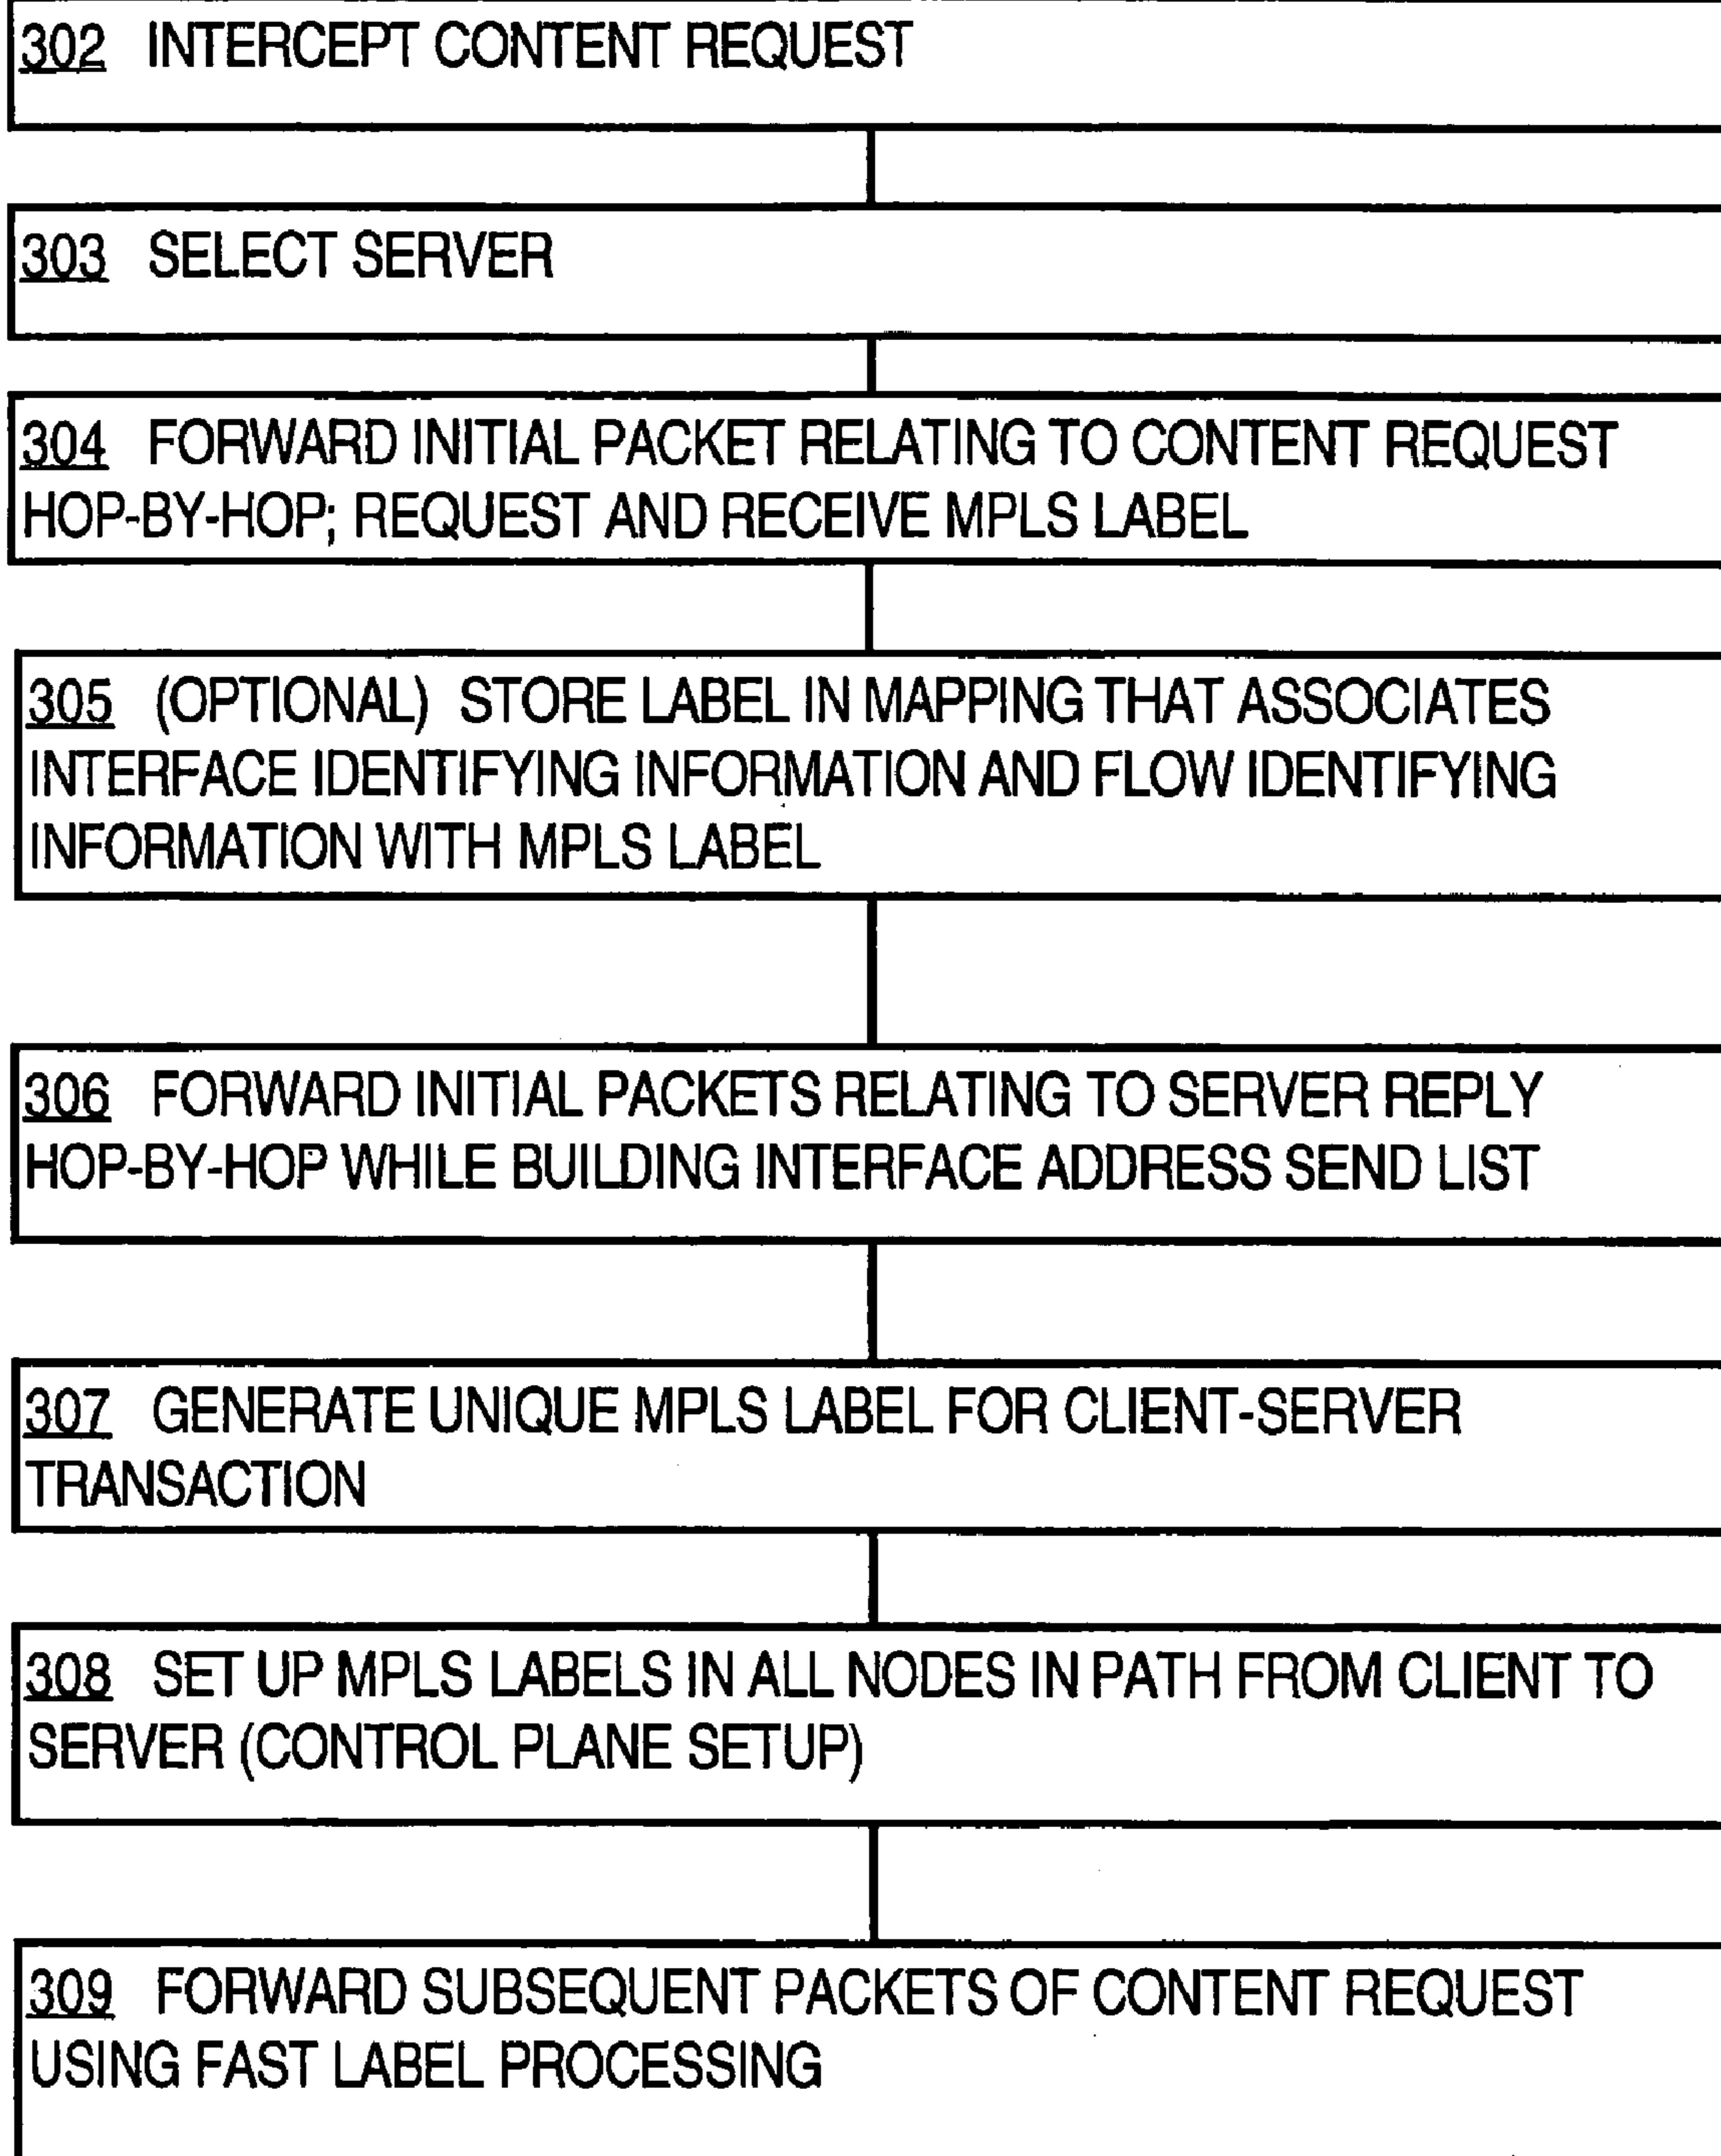 302 INTERCEPT CONTENT REQUEST
303 SELECT SERVER
304 FORWARD INITIAL PACKET RELATING TO CONTENT REQUEST
HOP-BY-HOP; REQUEST AND RECEIVE MPLS LABEL
305 (OPTIONAL) STORE LABEL IN MAPPING THAT ASSOCIATES
INTERFACE IDENTIFYING INFORMATION AND FLOW IDENTIFYING
INFORMATION WITH MPLS LABEL
306 FORWARD INITIAL PACKETS RELATING TO SERVER REPLY
HOP-BY-HOP WHILE BUILDING INTERFACE ADDRESS SEND LIST
307 GENERATE UNIQUE MPLS LABEL FOR CLIENT-SERVER
TRANSACTION
308 SET UP MPLS LABELS IN ALL NODES IN PATH FROM CLIENT TO
SERVER (CONTROL PLANE SETUP)
309 FORWARD SUBSEQUENT PACKETS OF CONTENT REQUEST
USING FAST LABEL PROCESSING